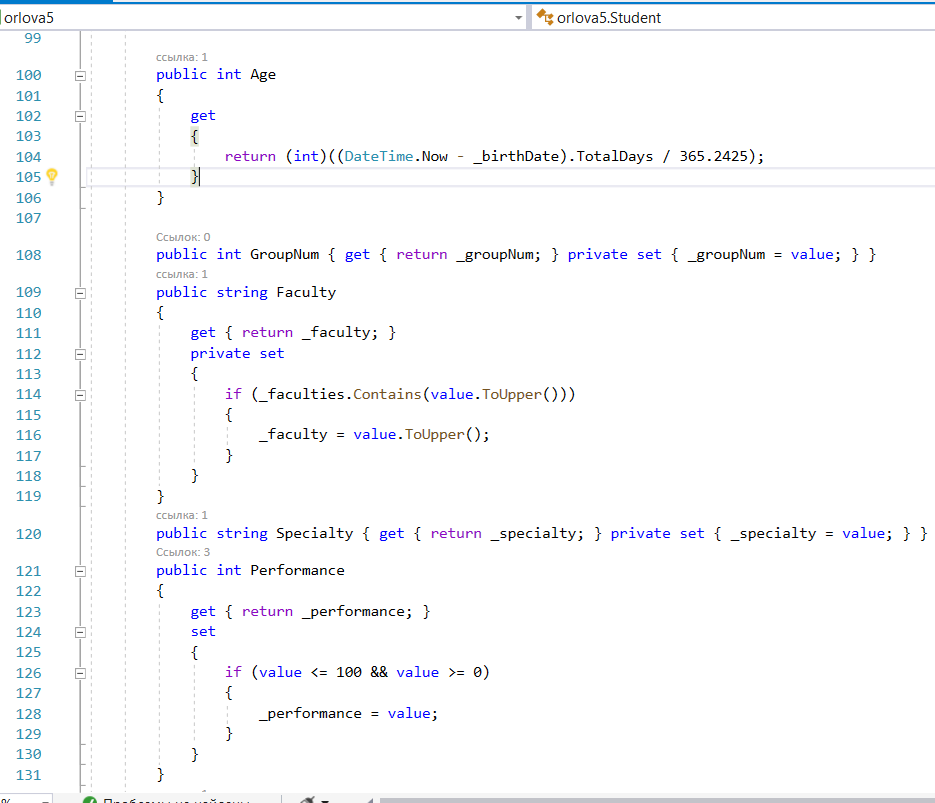 orlova5 orlova5.Student
99
ссылка: 1
100 public int Age
101 {
102 get
103 {
104 return (int)((DateTime.Now - _birthDate).TotalDays / 365.2425);
105 }
106 }
107
Ссылок: 0
108 public int GroupNum { get { return _groupNum; } private set { _groupNum = value; } }
ссылка: 1
109 public string Faculty
110 {
111 get { return _faculty; }
112 private set
113 {
114 if (_faculties.Contains(value.ToUpper()))
115 {
116 _faculty = value.ToUpper();
117 }
118 }
119 }
ссылка: 1
120 public string Specialty { get { return _specialty; } private set { _specialty = value; } }
Ссылок: 3
121 public int Performance
122 {
123 get { return _performance; }
124 set
125 {
126 if (value <= 100 && value >= 0)
127 {
128 _performance = value;
129 }
130 }
131 }